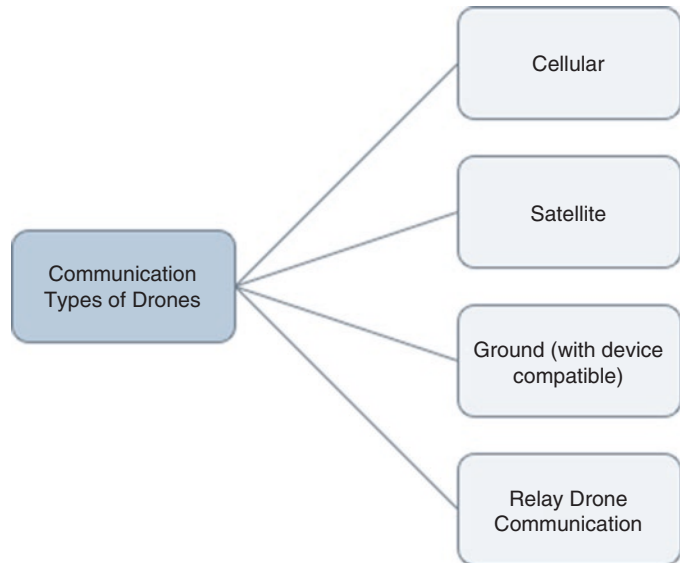 Cellular
Satellite
Communication
Types of Drones
Ground (with device
compatible)
Relay Drone
Communication